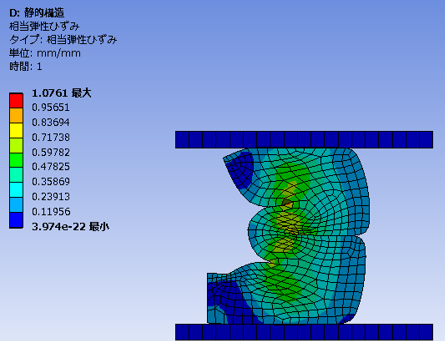 D: 静的構造
相当弾性ひずみ
タイプ: 相当弾性ひずみ
単位: mm/mm
時間: 1
1.0761 最大
0.95651
0.83694
0.71738
0.59782
0.47825
0.35869
0.23913
0.11956
3.974e-22 最小